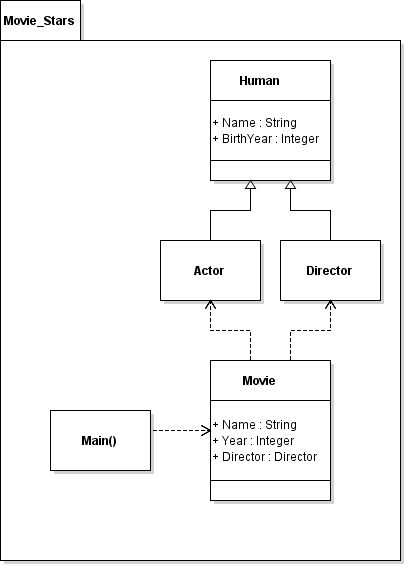 Movie_Stars
Human
+ Name : String
+ BirthYear : Integer
Actor
Director
Movie
+ Name : String
+ Year : Integer
+ Director : Director
Main()